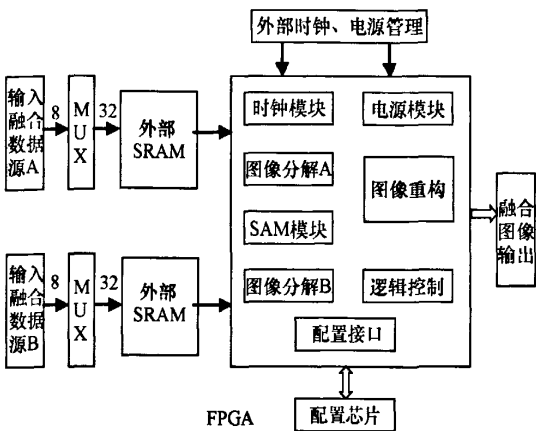 外部时钟、电源管理
输入
融合
数据
源A
8
M
U
X
32
外部
SRAM
时钟模块
电源模块
图像分解A
图像重构
SAM模块
融合
图像
输出
输入
融合
数据
源B
8
M
U
X
32
外部
SRAM
图像分解B
逻辑控制
配置接口
FPGA
配置芯片